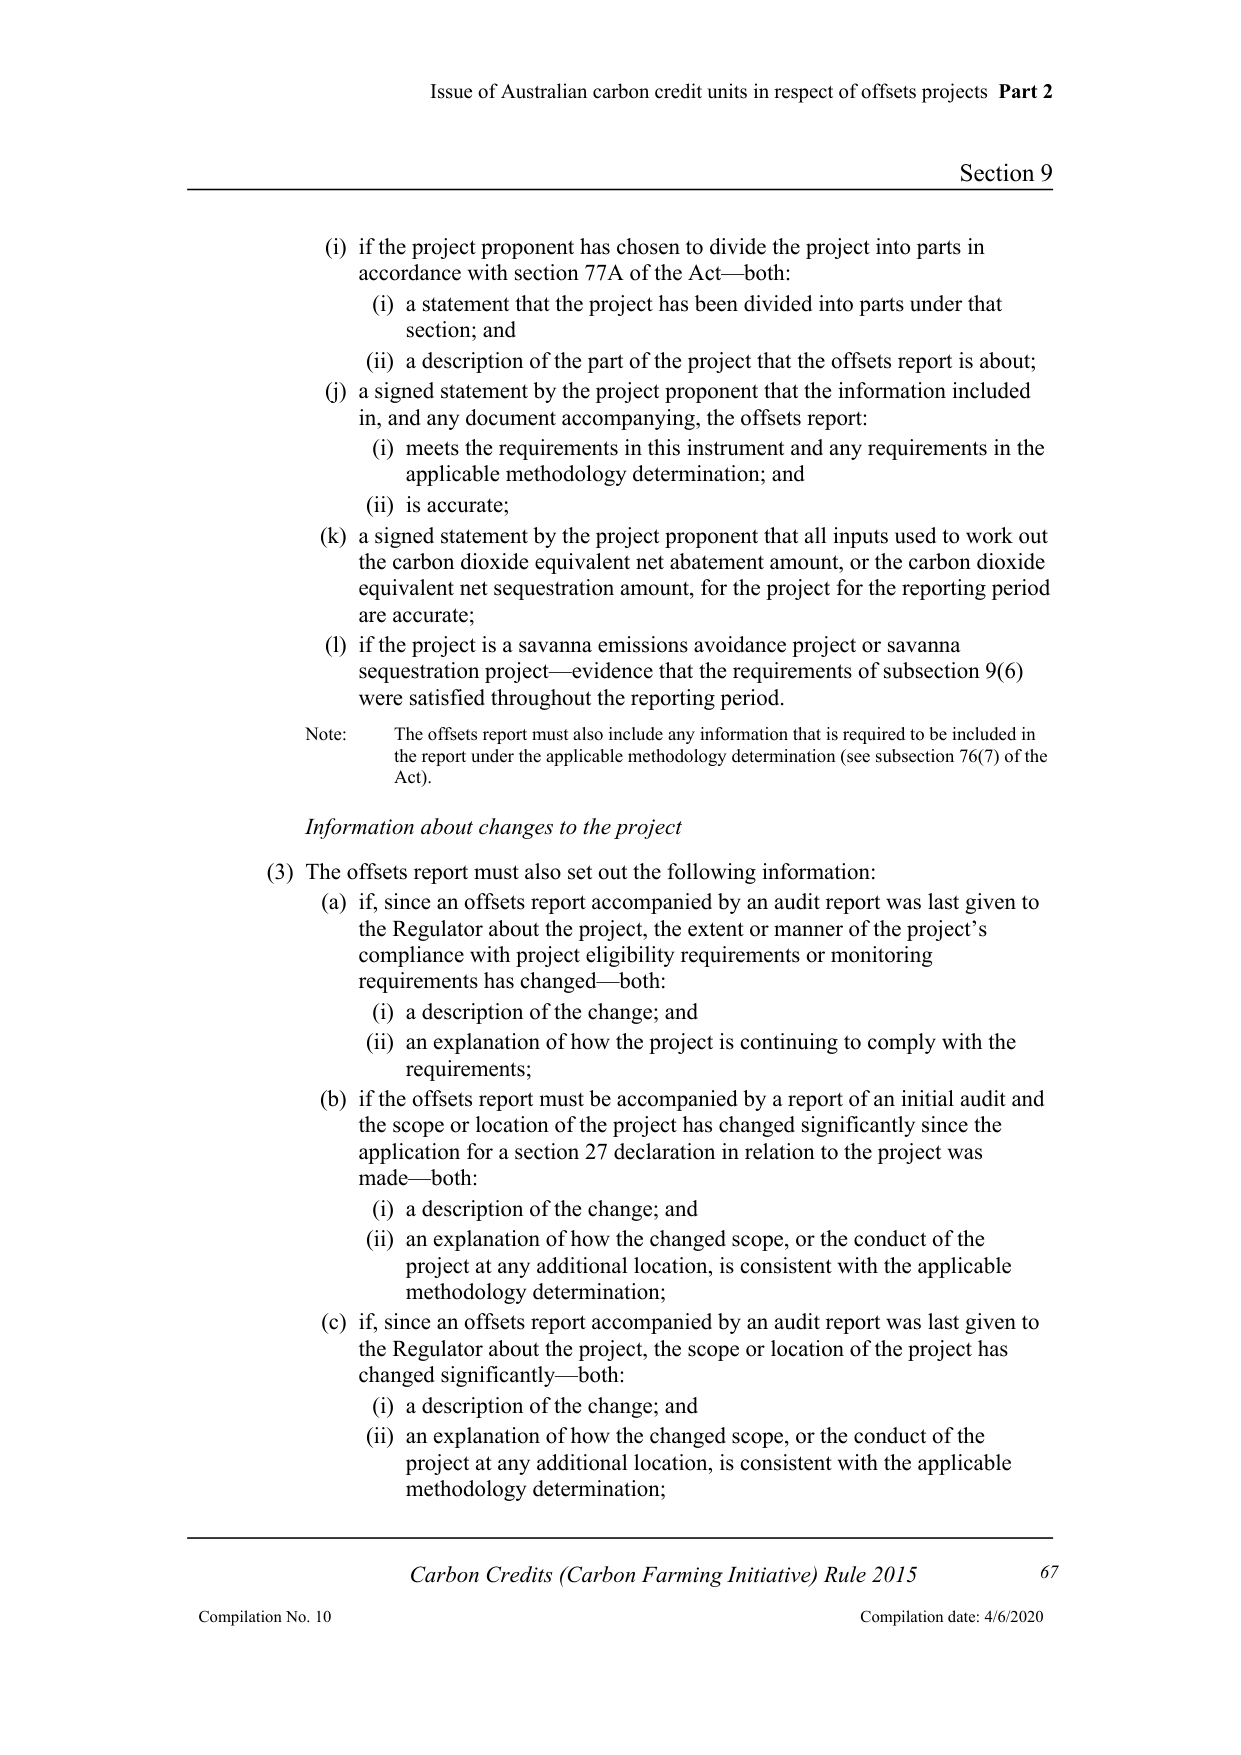 Issue of Australian carbon credit units in respect of offsets projects Part 2
Section 9
(i) if the project proponent has chosen to divide the project into parts in
accordance with section 77A of the Act—both:
(i) a statement that the project has been divided into parts under that
section; and
(ii) a description of the part of the project that the offsets report is about;
(j) a signed statement by the project proponent that the information included
in, and any document accompanying, the offsets report:
(i) meets the requirements in this instrument and any requirements in the
applicable methodology determination; and
(ii) is accurate;
(k) a signed statement by the project proponent that all inputs used to work out
the carbon dioxide equivalent net abatement amount, or the carbon dioxide
equivalent net sequestration amount, for the project for the reporting period
are accurate;
(l) if the project is a savanna emissions avoidance project or savanna
sequestration project—evidence that the requirements of subsection 9(6)
were satisfied throughout the reporting period.
Note: The offsets report must also include any information that is required to be included in
the report under the applicable methodology determination (see subsection 76(7) of the
Act).
Information about changes to the project
(3) The offsets report must also set out the following information:
(a) if, since an offsets report accompanied by an audit report was last given to
the Regulator about the project, the extent or manner of the project’s
compliance with project eligibility requirements or monitoring
requirements has changed—both:
(i) a description of the change; and
(ii) an explanation of how the project is continuing to comply with the
requirements;
(b) if the offsets report must be accompanied by a report of an initial audit and
the scope or location of the project has changed significantly since the
application for a section 27 declaration in relation to the project was
made—both:
(i) a description of the change; and
(ii) an explanation of how the changed scope, or the conduct of the
project at any additional location, is consistent with the applicable
methodology determination;
(c) if, since an offsets report accompanied by an audit report was last given to
the Regulator about the project, the scope or location of the project has
changed significantly—both:
(i) a description of the change; and
(ii) an explanation of how the changed scope, or the conduct of the
project at any additional location, is consistent with the applicable
methodology determination;
Carbon Credits (Carbon Farming Initiative) Rule 2015 67
Compilation No. 10 Compilation date: 4/6/2020